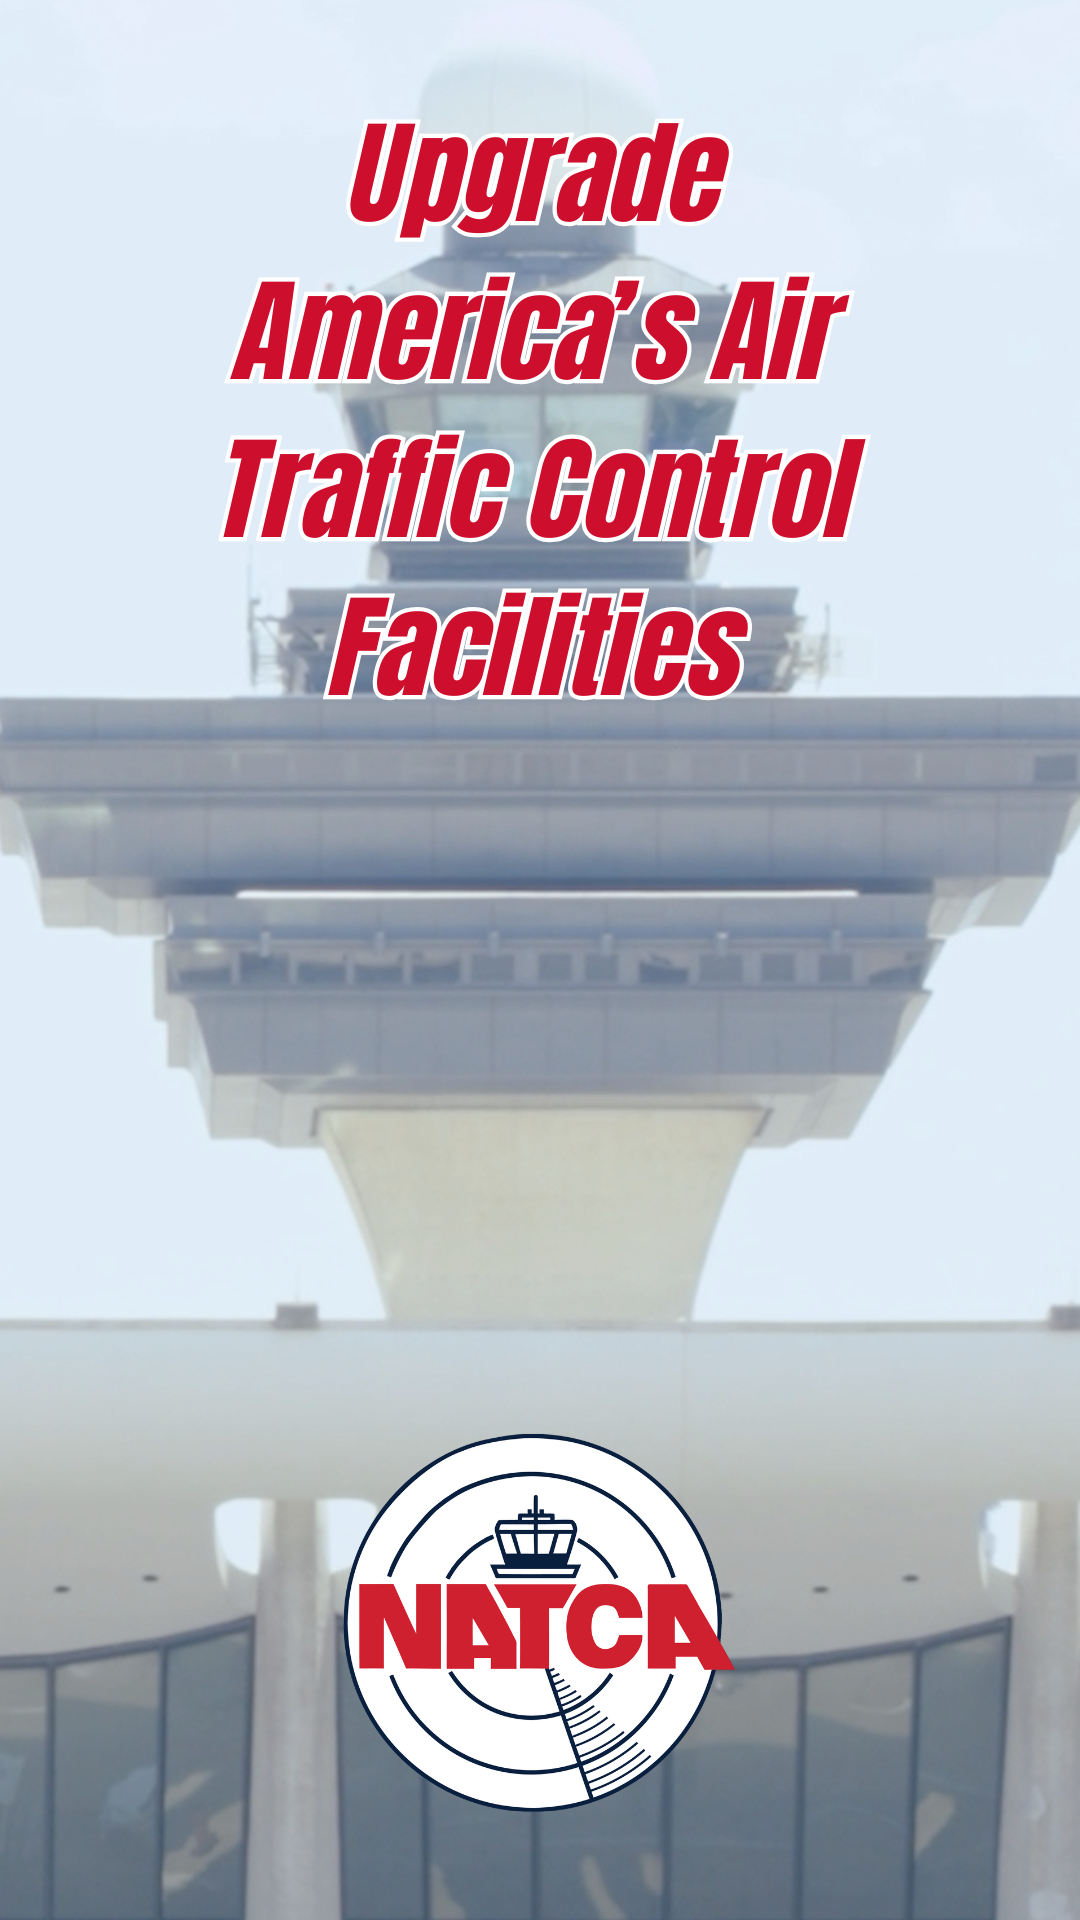 Upgrade
America’s Air
Traffic Control
Facilities
NATCA